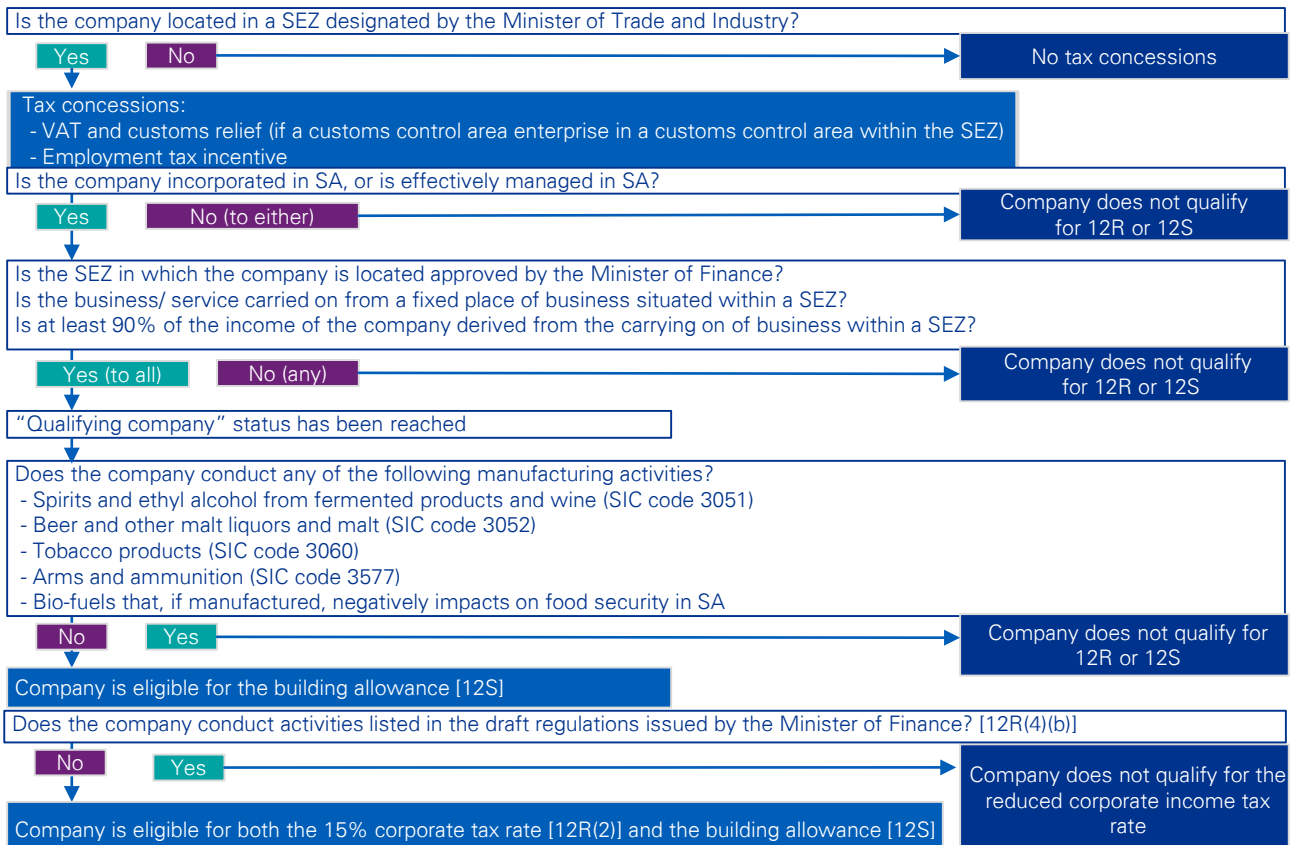 Is the company located in a SEZ designated by the Minister of Trade and Industry?
Yes
No
No tax concessions
Tax concessions:
- VAT and customs relief (if a customs control area enterprise in a customs control area within the SEZ)
- Employment tax incentive
Is the company incorporated in SA, or is effectively managed in SA?
Yes
No (to either)
Company does not qualify
for 12R or 12S
Is the SEZ in which the company is located approved by the Minister of Finance?
Is the business/ service carried on from a fixed place of business situated within a SEZ?
Is at least 90% of the income of the company derived from the carrying on of business within a SEZ?
Yes (to all)
No (any)
Company does not qualify
for 12R or 12S
“Qualifying company” status has been reached
Does the company conduct any of the following manufacturing activities?
- Spirits and ethyl alcohol from fermented products and wine (SIC code 3051)
- Beer and other malt liquors and malt (SIC code 3052)
- Tobacco products (SIC code 3060)
- Arms and ammunition (SIC code 3577)
- Bio-fuels that, if manufactured, negatively impacts on food security in SA
No
Yes
Company does not qualify for
12R or 12S
Company is eligible for the building allowance [12S]
Does the company conduct activities listed in the draft regulations issued by the Minister of Finance? [12R(4)(b)]
No
Yes
Company does not qualify for the
reduced corporate income tax
rate
Company is eligible for both the 15% corporate tax rate [12R(2)] and the building allowance [12S]